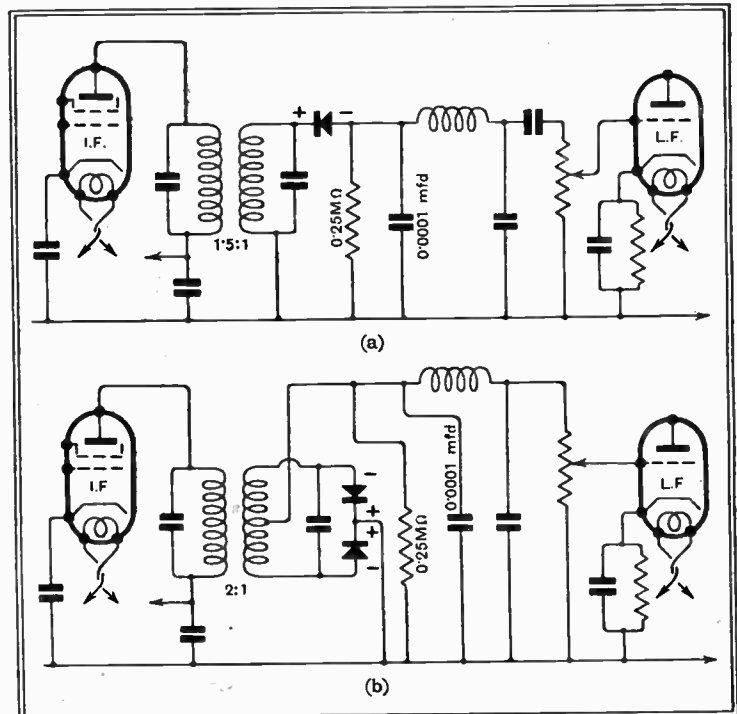 I.F.
1·5:1
+ −
0·25MΩ
0·0001 mfd
L.F.
(a)
I.F
2:1
−
+
+
−
0·25MΩ
0·0001 mfd
L.F
(b)